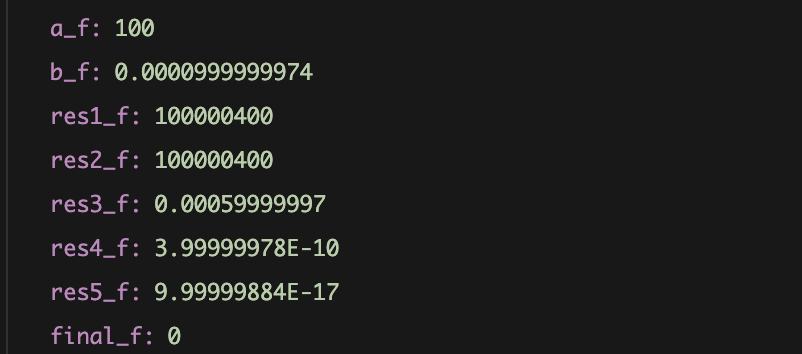 a_f: 100
b_f: 0.0000999999974
res1_f: 100000400
res2_f: 100000400
res3_f: 0.00059999997
res4_f: 3.99999978E-10
res5_f: 9.99999884E-17
final_f: 0